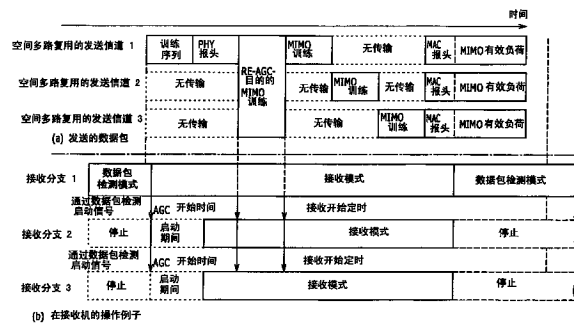 时间
空间多路复用的发送信道 1 训练序列 PHY报头 RE-AGC-目的的MIMO训练 MIMO训练 无传输 MAC报头 MIMO有效负荷
空间多路复用的发送信道 2 无传输 无传输 MIMO训练 无传输 MAC报头 MIMO有效负荷
空间多路复用的发送信道 3 无传输 无传输 MIMO训练 MAC报头 MIMO有效负荷
(a) 发送的数据包
接收分支 1 数据包检测模式 接收模式 数据包检测模式
通过数据包检测启动信号 AGC 开始时间 接收开始定时
接收分支 2 停止 启动期间 接收模式 停止
通过数据包检测启动信号 AGC 开始时间 接收开始定时
接收分支 3 停止 启动期间 接收模式 停止
(b) 在接收机的操作例子